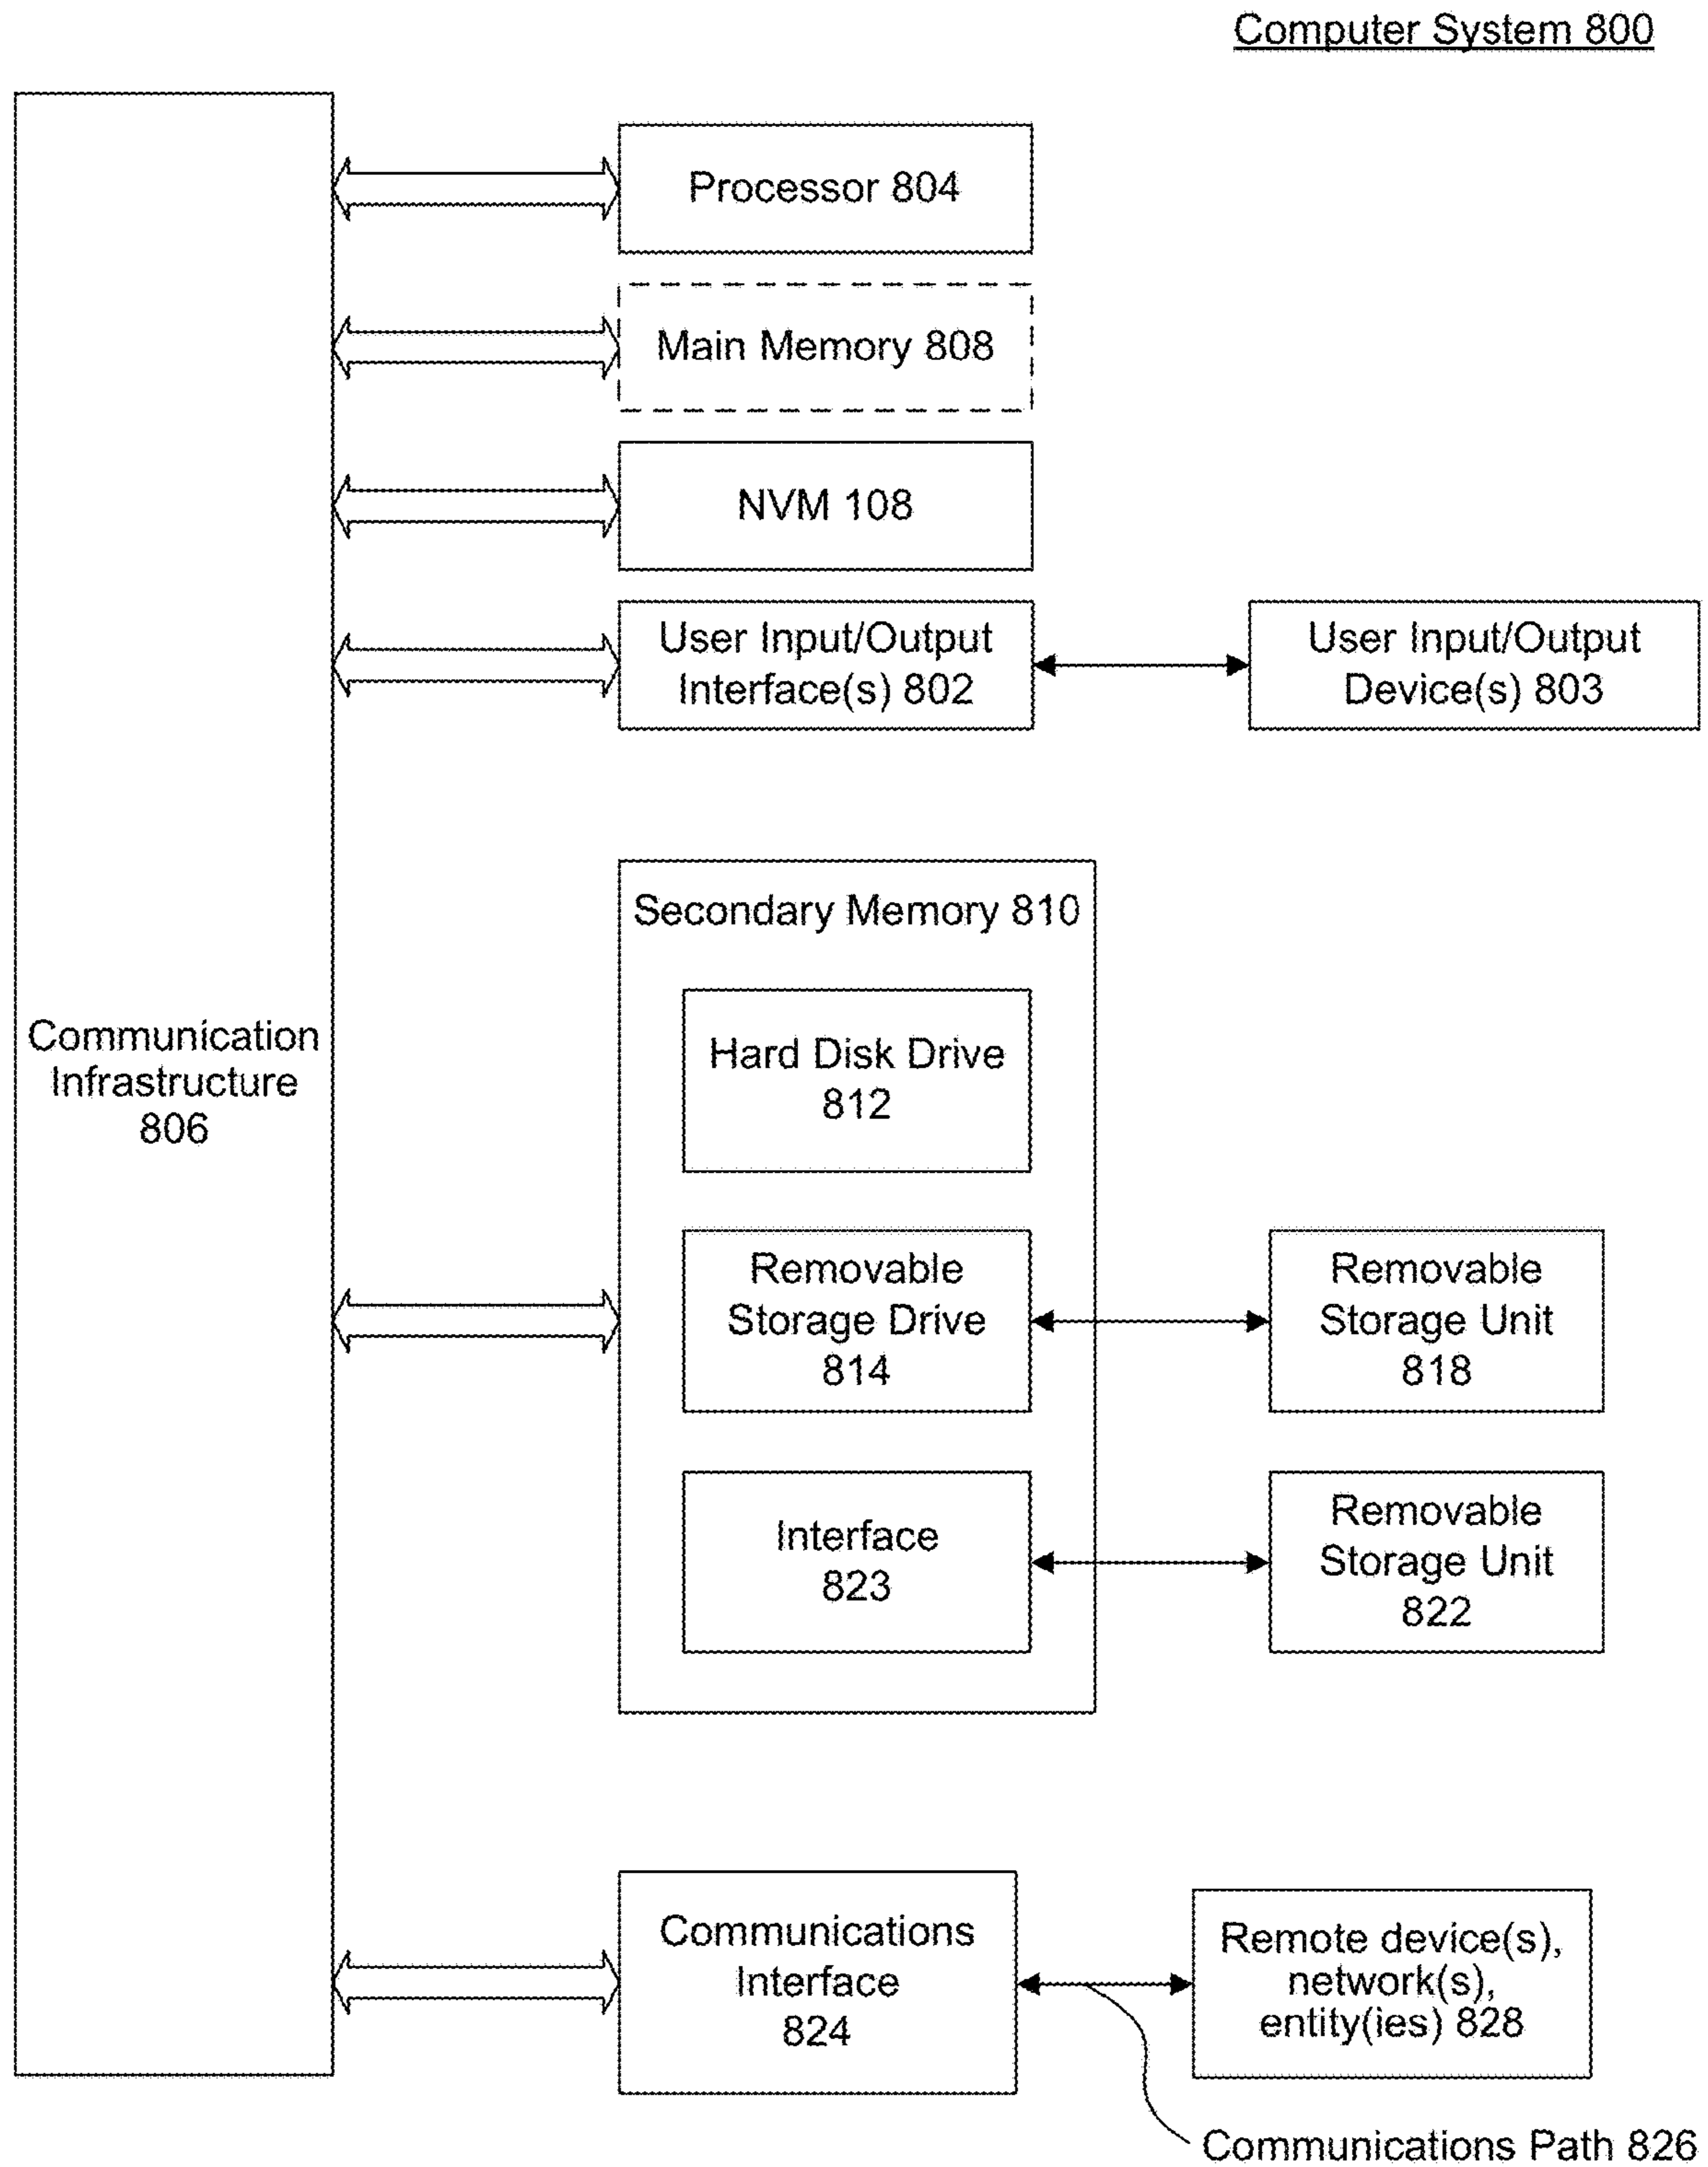 Computer System 800
Processor 804
Main Memory 808
NVM 108
User Input/Output
Interface(s) 802
User Input/Output
Device(s) 803
Communication
Infrastructure
806
Secondary Memory 810
Hard Disk Drive
812
Removable
Storage Drive
814
Removable
Storage Unit
818
Interface
823
Removable
Storage Unit
822
Communications
Interface
824
Remote device(s),
network(s),
entity(ies) 828
Communications Path 826